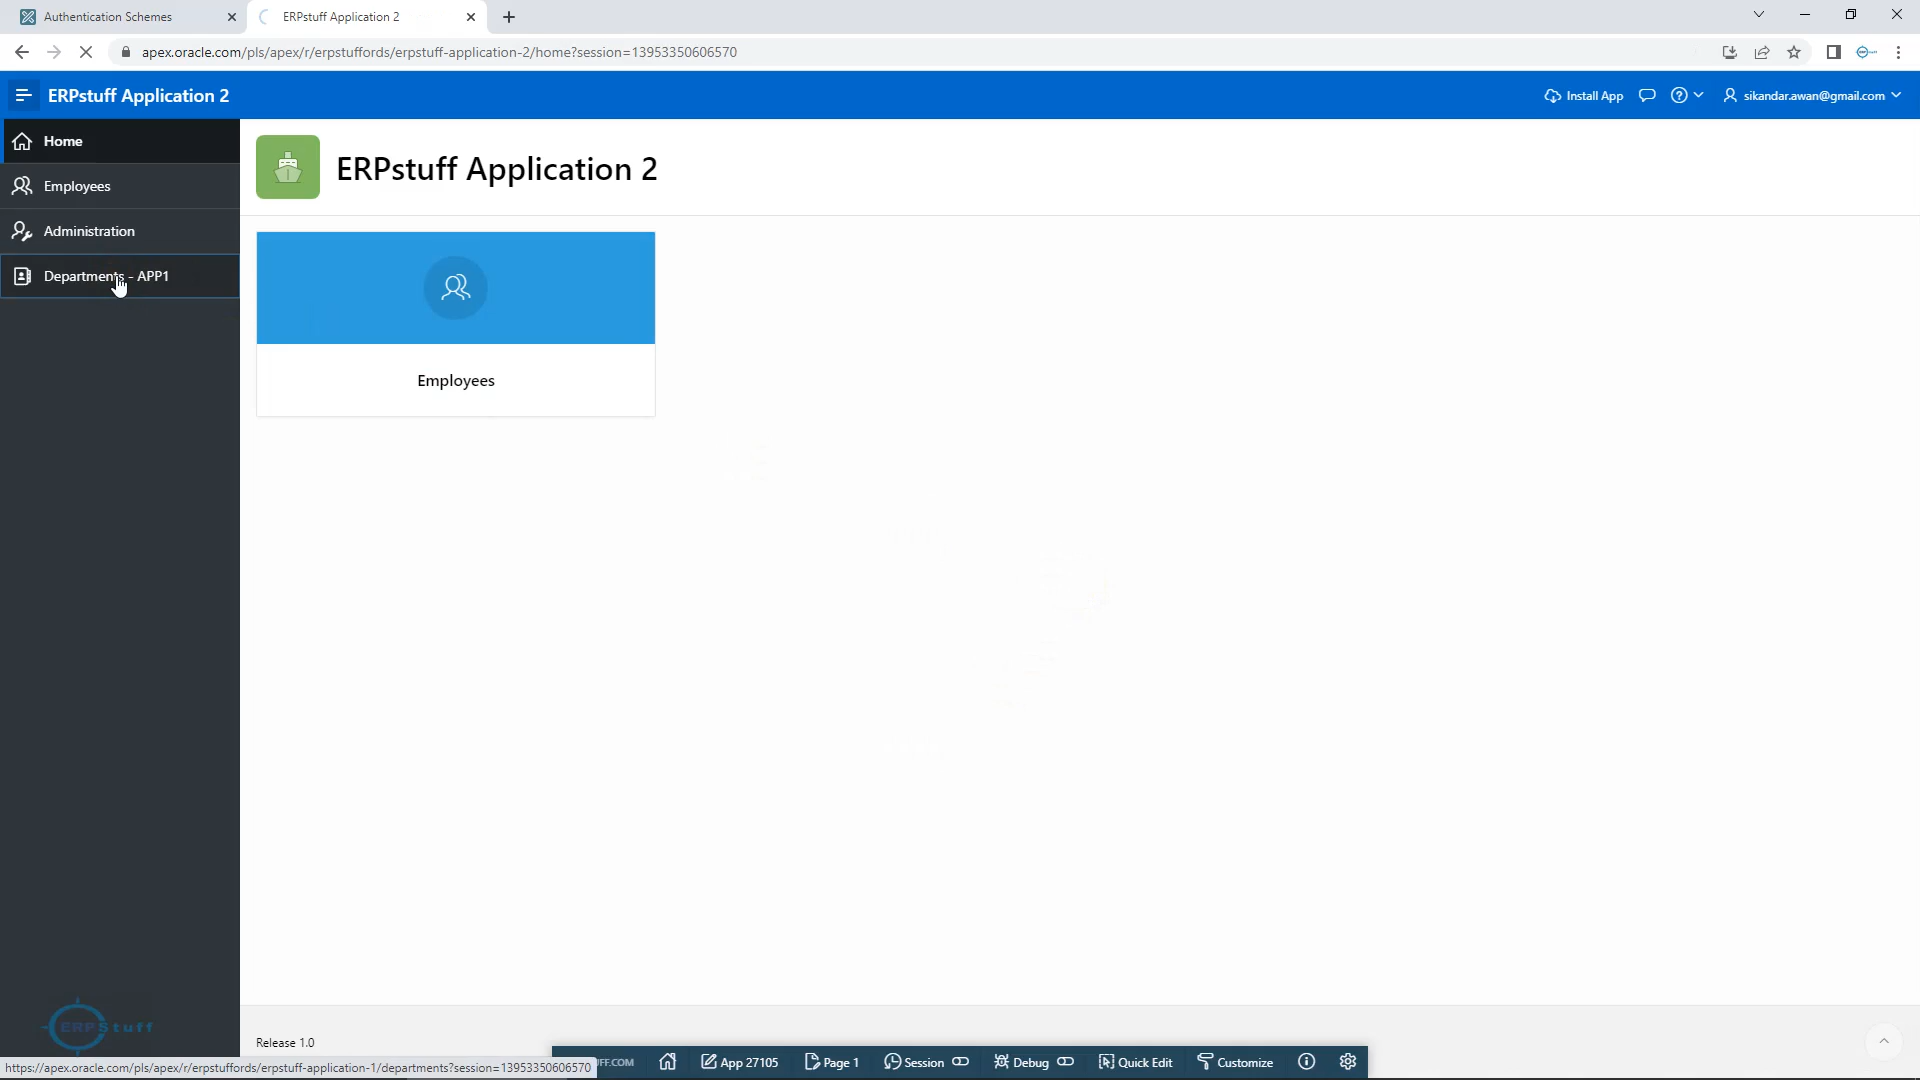 Authentication Schemes
ERPstuff Application 2
apex.oracle.com/pls/apex/r/erpstuffords/erpstuff-application-2/home?session=13953350606570
ERPstuff Application 2
Install App
sikandar.awan@gmail.com
Home
Employees
Administration
Departments - APP1
ERPstuff Application 2
Employees
ERPStuff
Release 1.0
https://apex.oracle.com/pls/apex/r/erpstuffords/erpstuff-application-1/departments?session=13953350606570
FF.COM
App 27105
Page 1
Session
Debug
Quick Edit
Customize